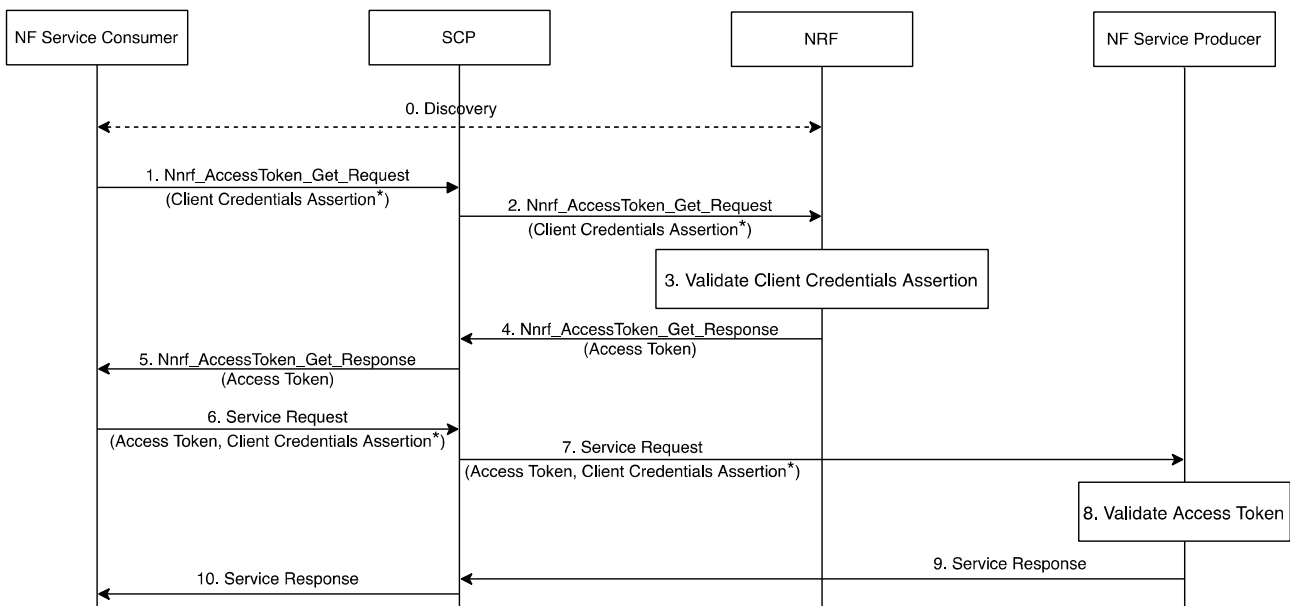 NF Service Consumer
SCP
NRF
NF Service Producer
0. Discovery
1. Nnrf_AccessToken_Get_Request
(Client Credentials Assertion*)
2. Nnrf_AccessToken_Get_Request
(Client Credentials Assertion*)
3. Validate Client Credentials Assertion
4. Nnrf_AccessToken_Get_Response
(Access Token)
5. Nnrf_AccessToken_Get_Response
(Access Token)
6. Service Request
(Access Token, Client Credentials Assertion*)
7. Service Request
(Access Token, Client Credentials Assertion*)
8. Validate Access Token
9. Service Response
10. Service Response